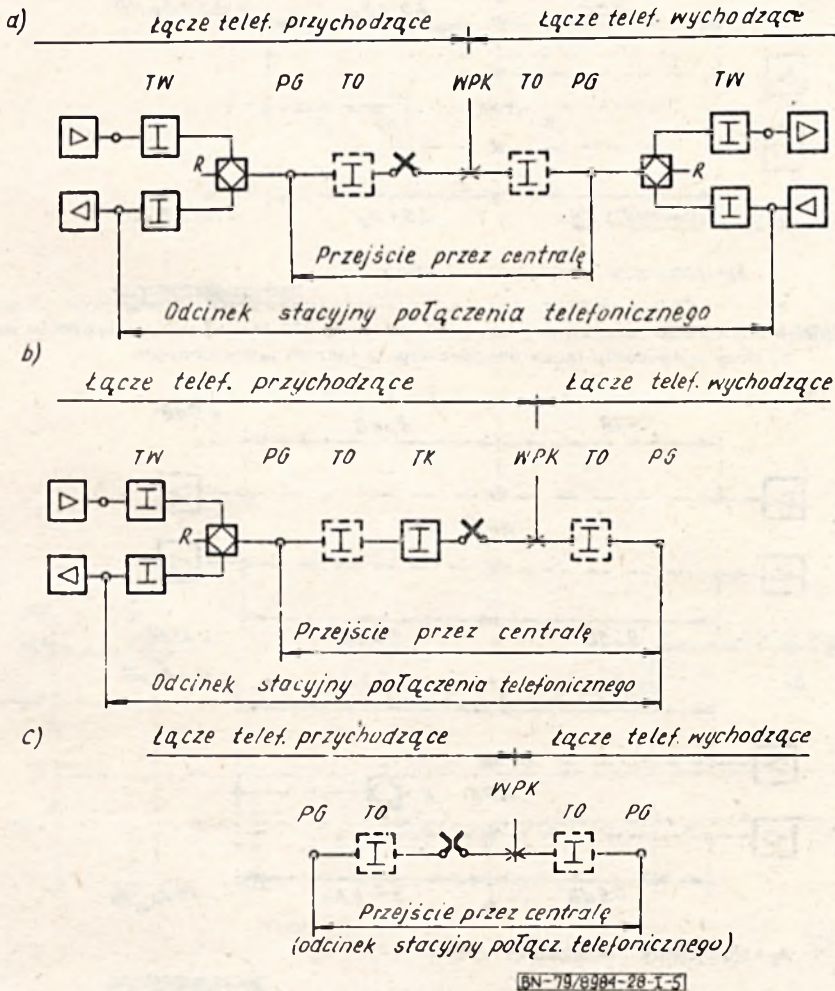 a) Łącze telef. przychodzące Łącze telef. wychodzące
TW PG TO WPK TO PG TW
R R
Przejście przez centralę
Odcinek stacyjny połączenia telefonicznego
b)
Łącze telef. przychodzące Łącze telef. wychodzące
TW PG TO TK WPK TO PG
R
Przejście przez centralę
Odcinek stacyjny połączenia telefonicznego
c) Łącze telef. przychodzące Łącze telef. wychodzące
WPK
PG TO TO PG
Przejście przez centralę
(odcinek stacyjny połącz. telefonicznego)
BN-79/8984-28-I-5